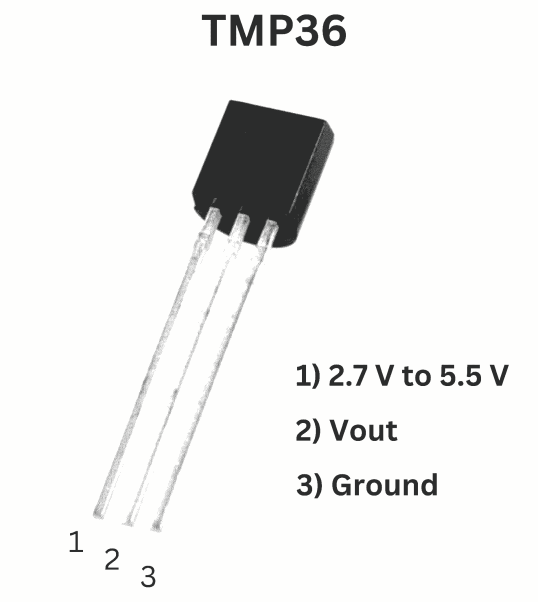 TMP36
1) 2.7 V to 5.5 V
2) Vout
3) Ground
1
2
3